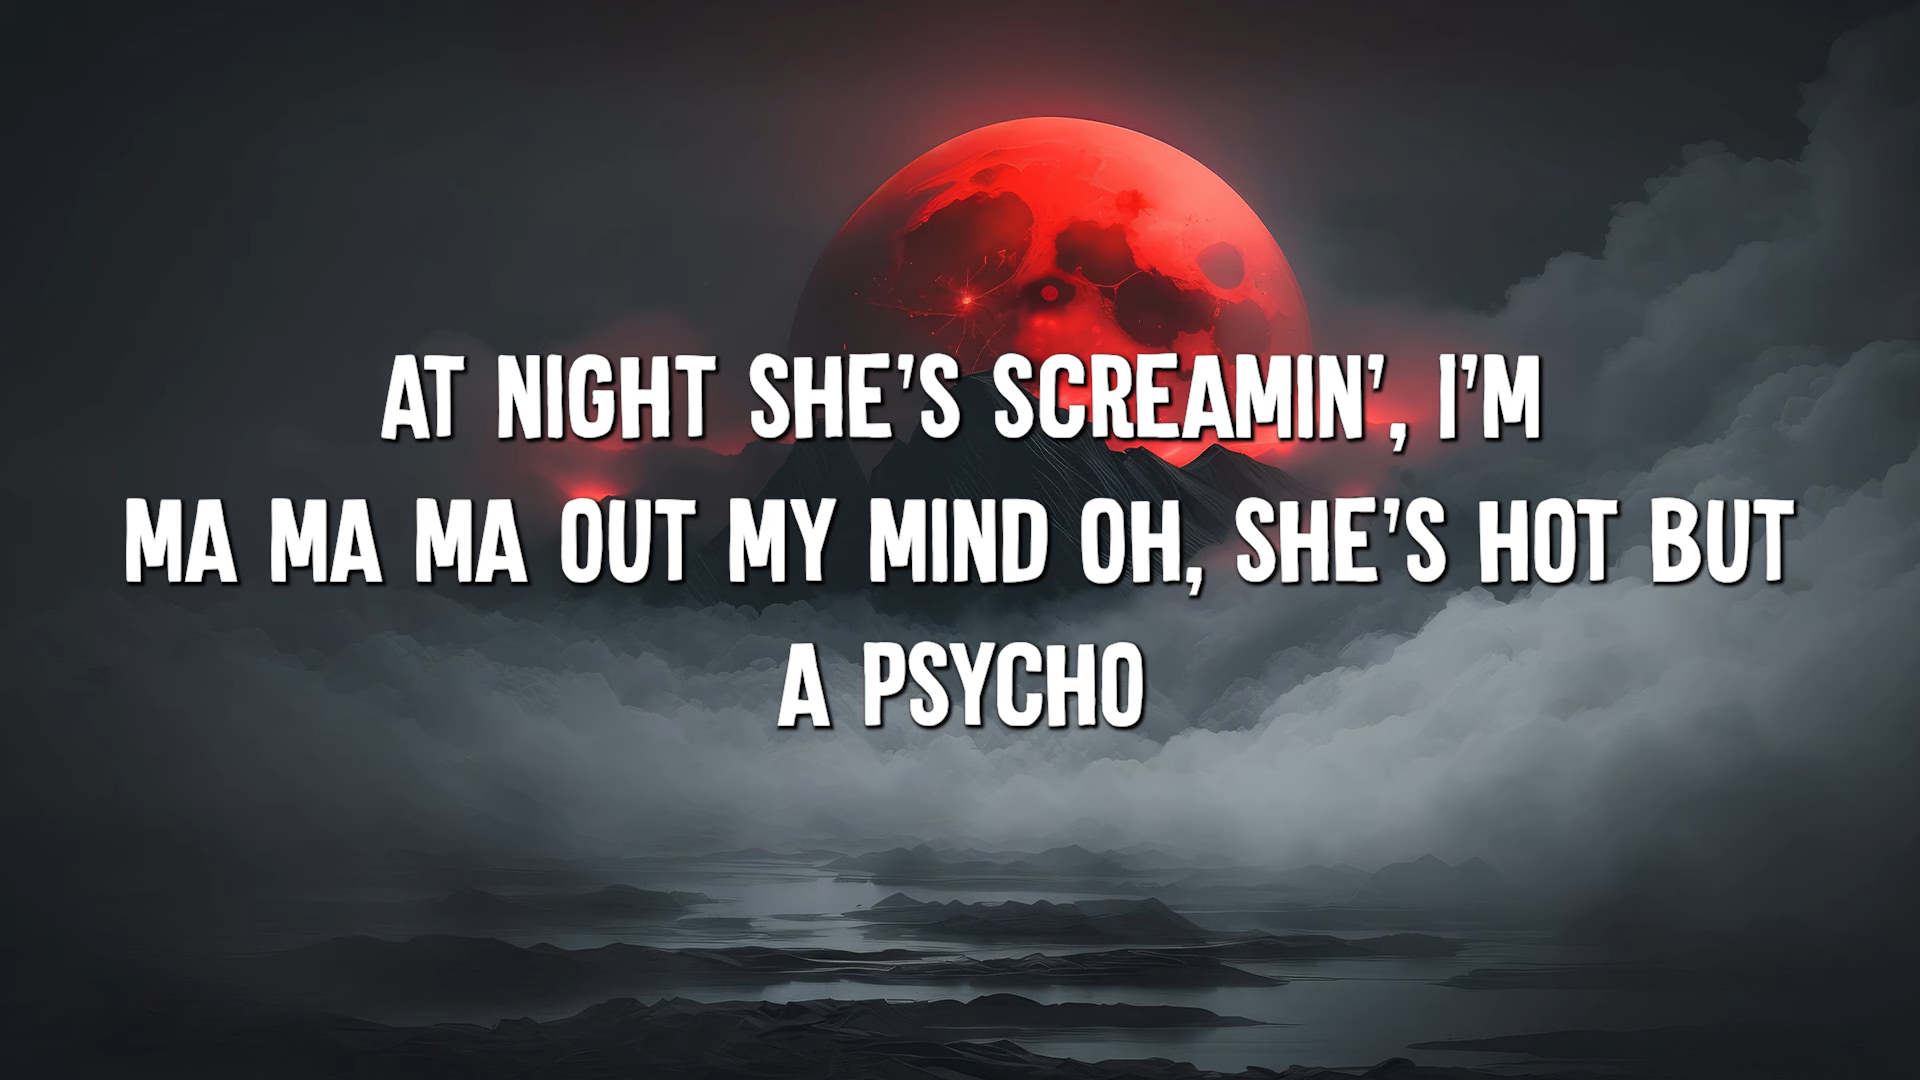 AT NIGHT SHE'S SCREAMIN', I'M
MA MA MA OUT MY MIND OH, SHE'S HOT BUT
A PSYCHO